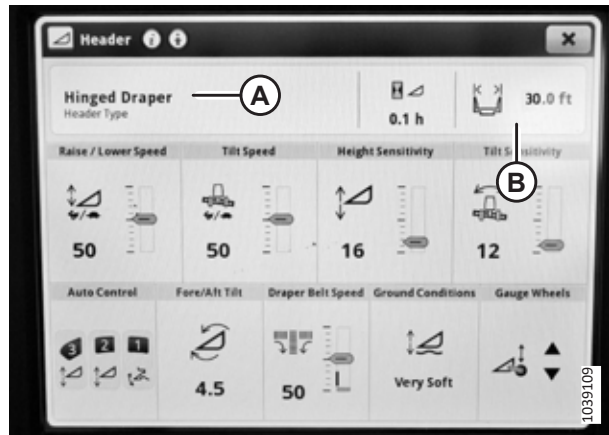 Header
A
Hinged Draper
Header Type
0.1 h
30.0 ft
B
Raise / Lower Speed
Tilt Speed
Height Sensitivity
Tilt Sensitivity
50
50
16
12
Auto Control
Fore/Aft Tilt
Draper Belt Speed
Ground Conditions
Gauge Wheels
3 2 1
4.5
50
Very Soft
1039109